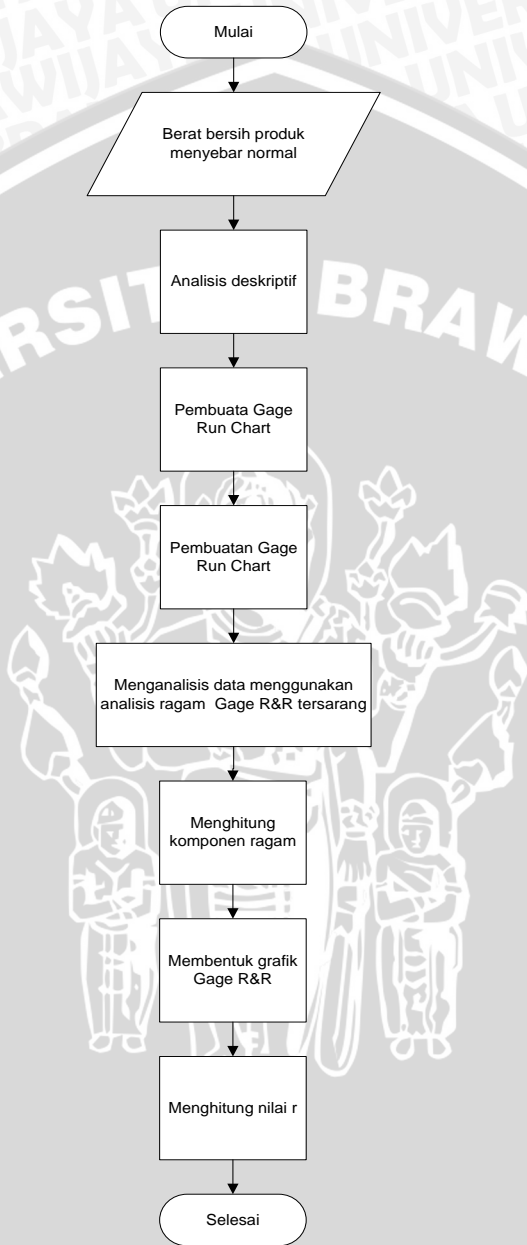 Mulai
Berat bersih produk
menyebar normal
Analisis deskriptif
Pembuata Gage
Run Chart
Pembuatan Gage
Run Chart
Menganalisis data menggunakan
analisis ragam Gage R&R tersarang
Menghitung
komponen ragam
Membentuk grafik
Gage R&R
Menghitung nilai r
Selesai